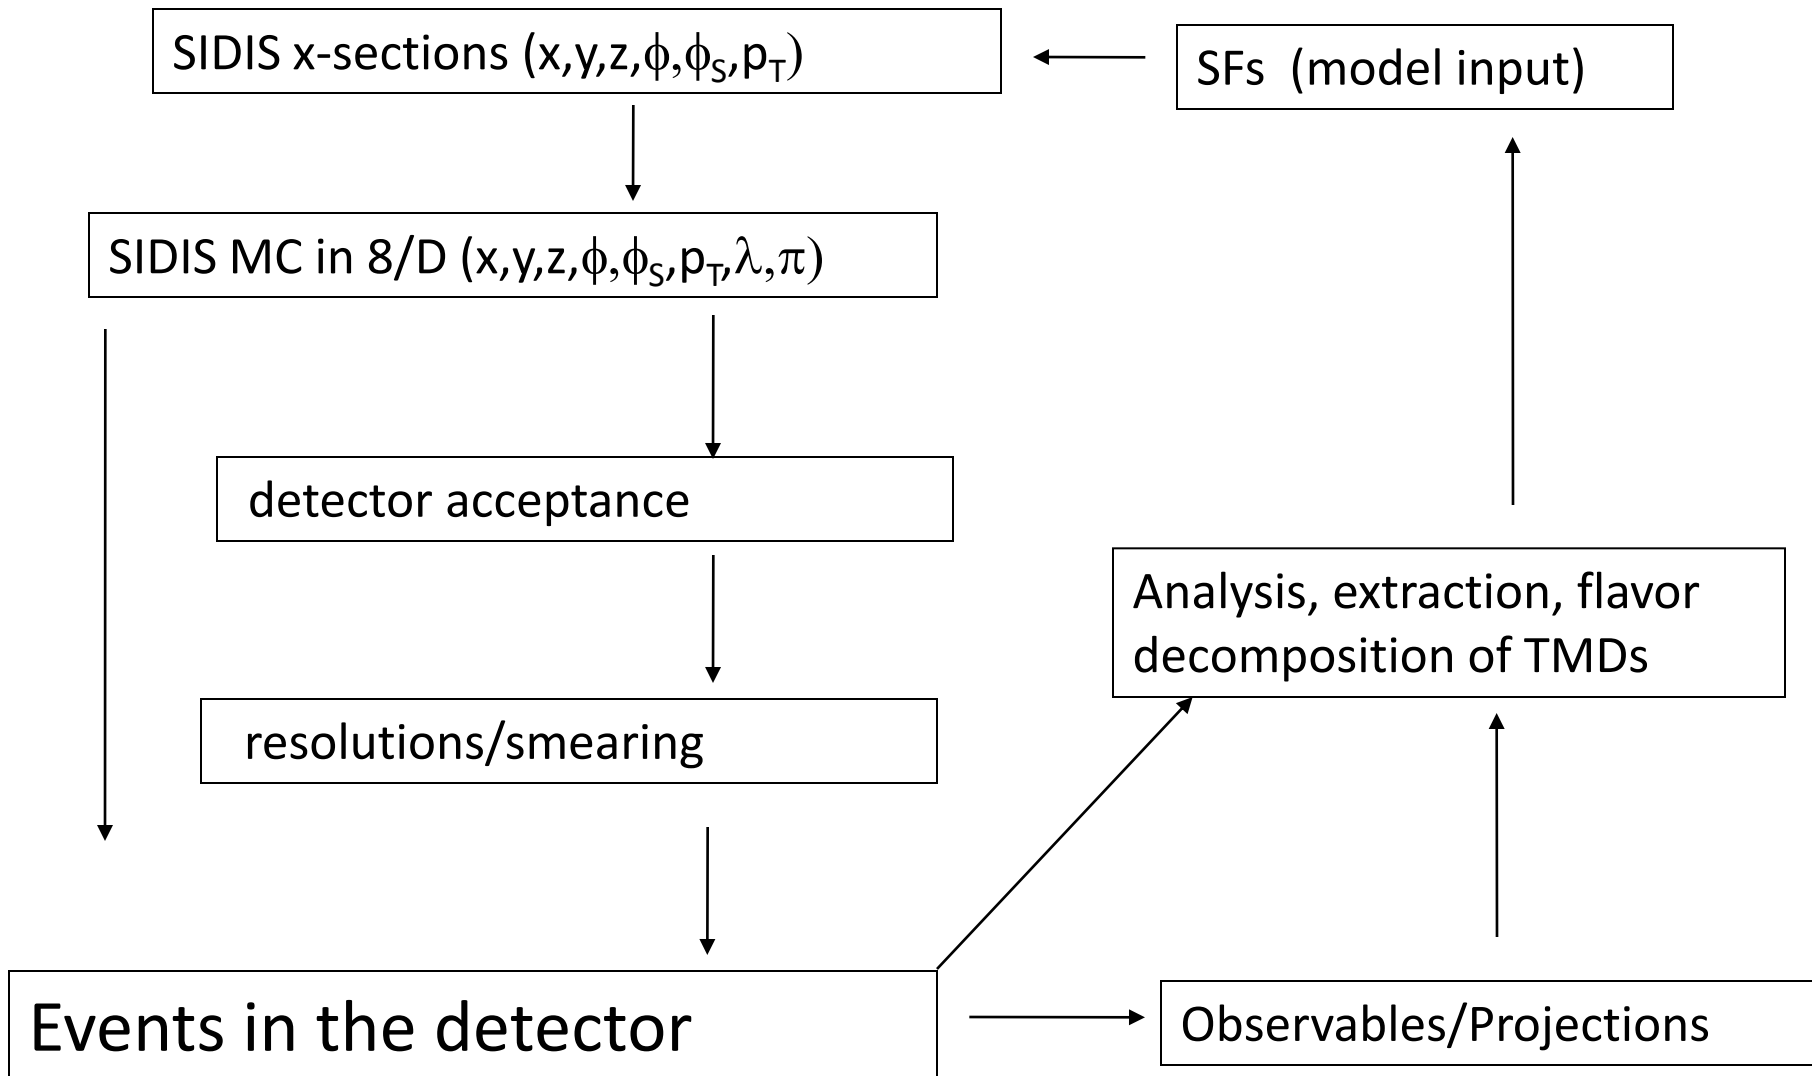 SIDIS x-sections (x,y,z,ϕ,ϕS,pT)
SFs (model input)
SIDIS MC in 8/D (x,y,z,ϕ,ϕS,pT,λ,π)
detector acceptance
Analysis, extraction, flavor
decomposition of TMDs
resolutions/smearing
Events in the detector
Observables/Projections